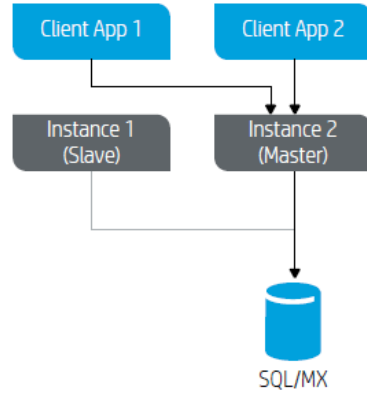 Client App 1
Client App 2
Instance 1
(Slave)
Instance 2
(Master)
SQL/MX